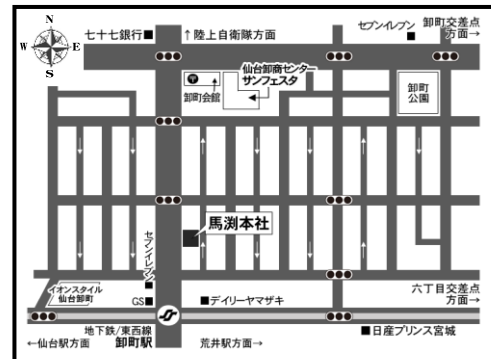 N
W E
S
七十七銀行
↑陸上自衛隊方面
セブンイレブン
卸町交差点
方面→
仙台卸商センター
サンフェスタ
卸町会館
卸町
公園
馬渕本社
セブンイレブン
イオンスタイル
仙台卸町
GS
デイリーヤマザキ
六丁目交差点
方面→
地下鉄/東西線
←仙台駅方面
卸町駅
荒井駅方面→
日産プリンス宮城